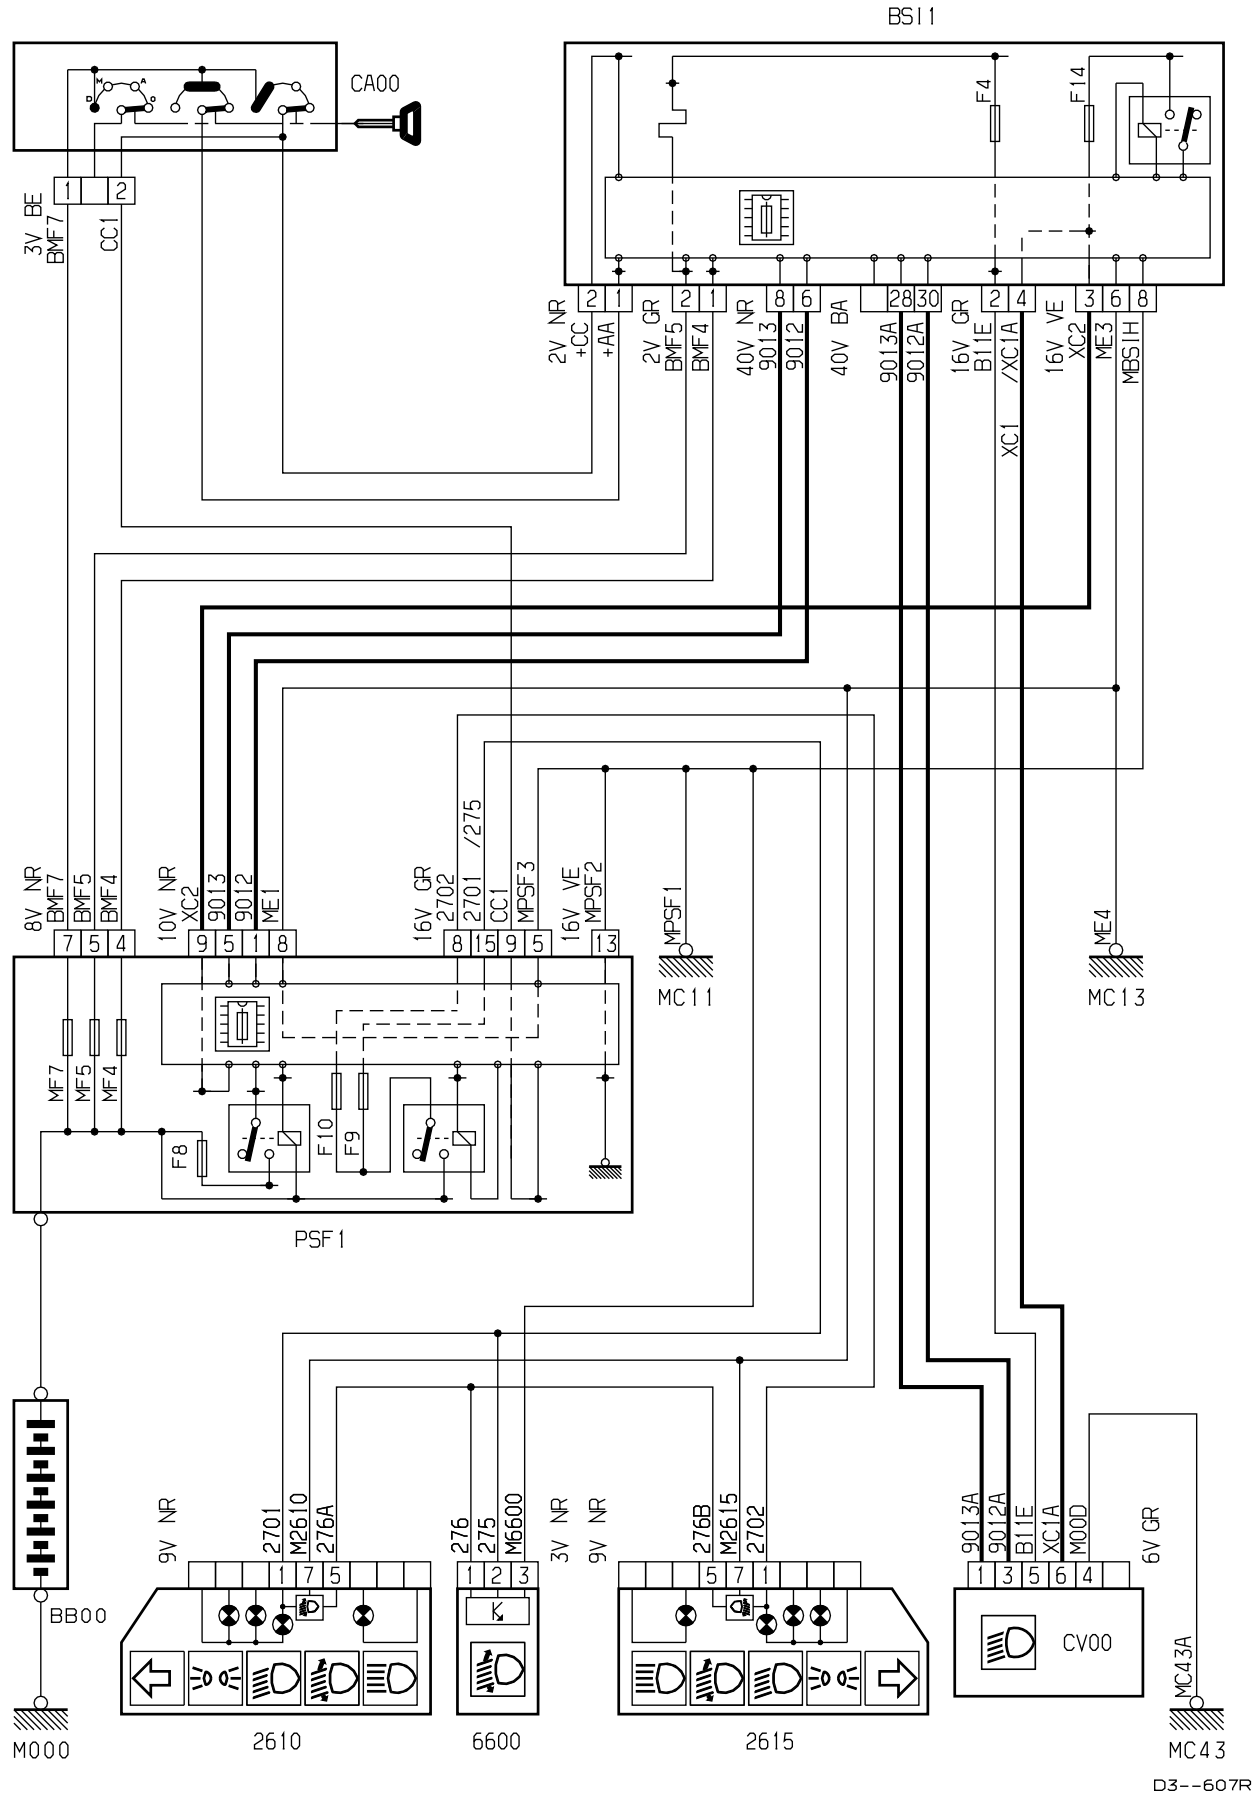 BSI1
CA00
M
A
D
O
F4
F14
1
2
3V BE
BMF7
CC1
2
1
2
1
8
6
28
30
2
4
3
6
8
2V NR
+CC
+AA
2V GR
BMF5
BMF4
40V NR
9013
9012
40V BA
9013A
9012A
16V GR
B11E
/XC1A
XC1
16V VE
XC2
ME3
MBSIH
8V NR
BMF7
BMF5
BMF4
10V NR
XC2
9013
9012
ME1
16V GR
2702
2701
/275
CC1
MPSF3
16V VE
MPSF2
MPSF1
ME4
7
5
4
9
5
1
8
8
15
9
5
13
MC11
MC13
MF7
MF5
MF4
F8
F10
F9
PSF1
BB00
M000
9V NR
2701
M2610
276A
276
275
M6600
3V NR
9V NR
276B
M2615
2702
9013A
9012A
B11E
XC1A
M00D
6V GR
1
7
5
1
2
3
5
7
1
1
3
5
6
4
K
CV00
MC43A
2610
6600
2615
MC43
D3--607R